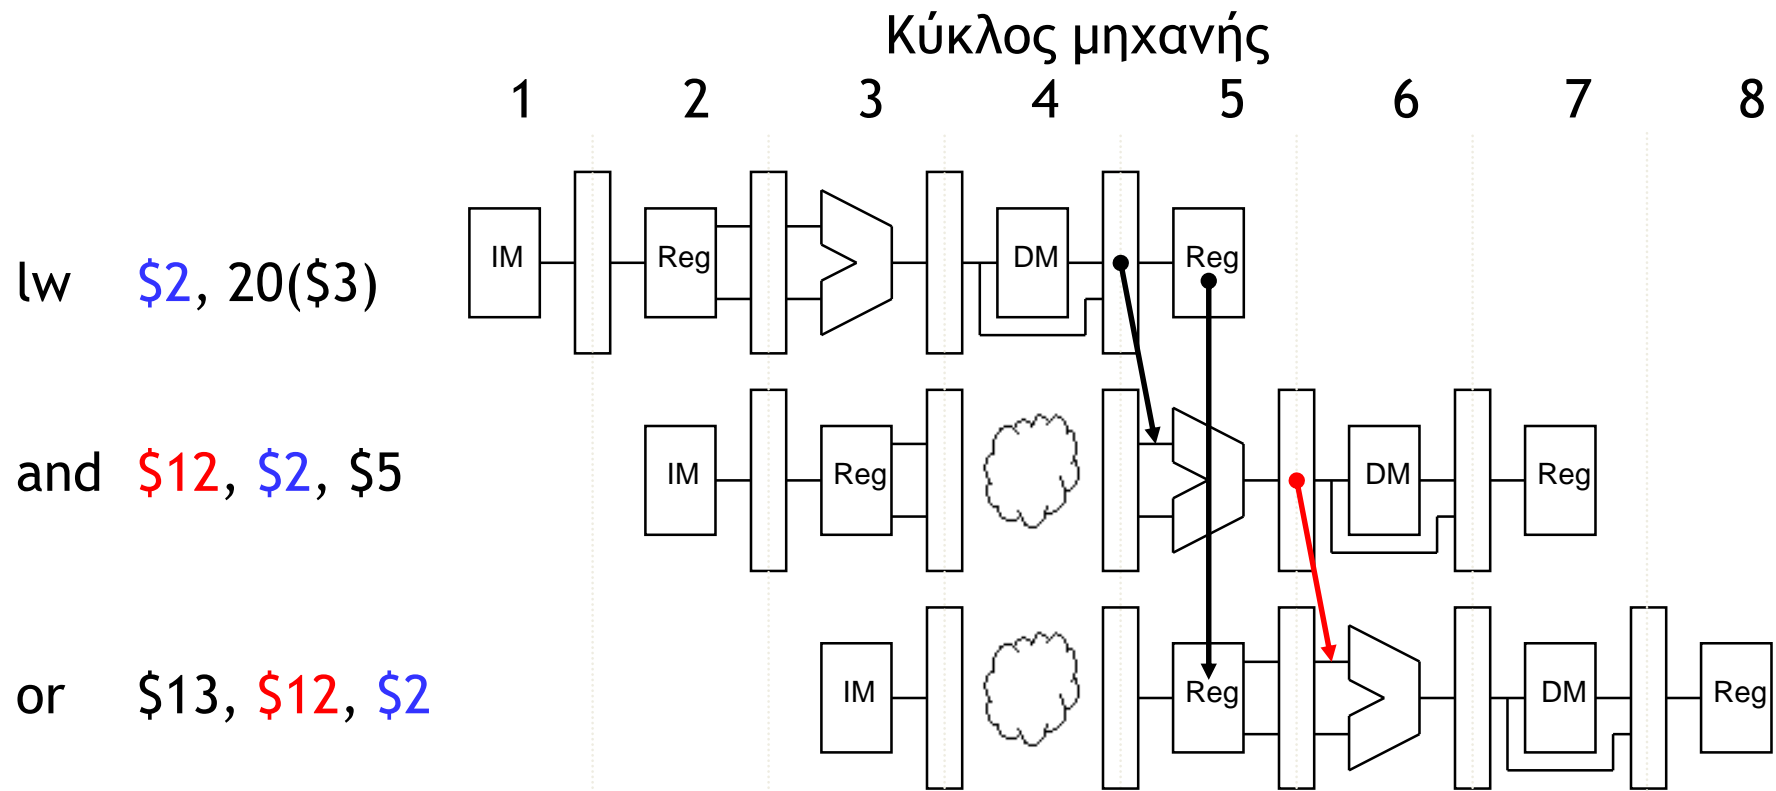 Κύκλος μηχανής
1 2 3 4 5 6 7 8
lw $2, 20($3) IM Reg DM Reg
and $12, $2, $5 IM Reg DM Reg
or $13, $12, $2 IM Reg DM Reg